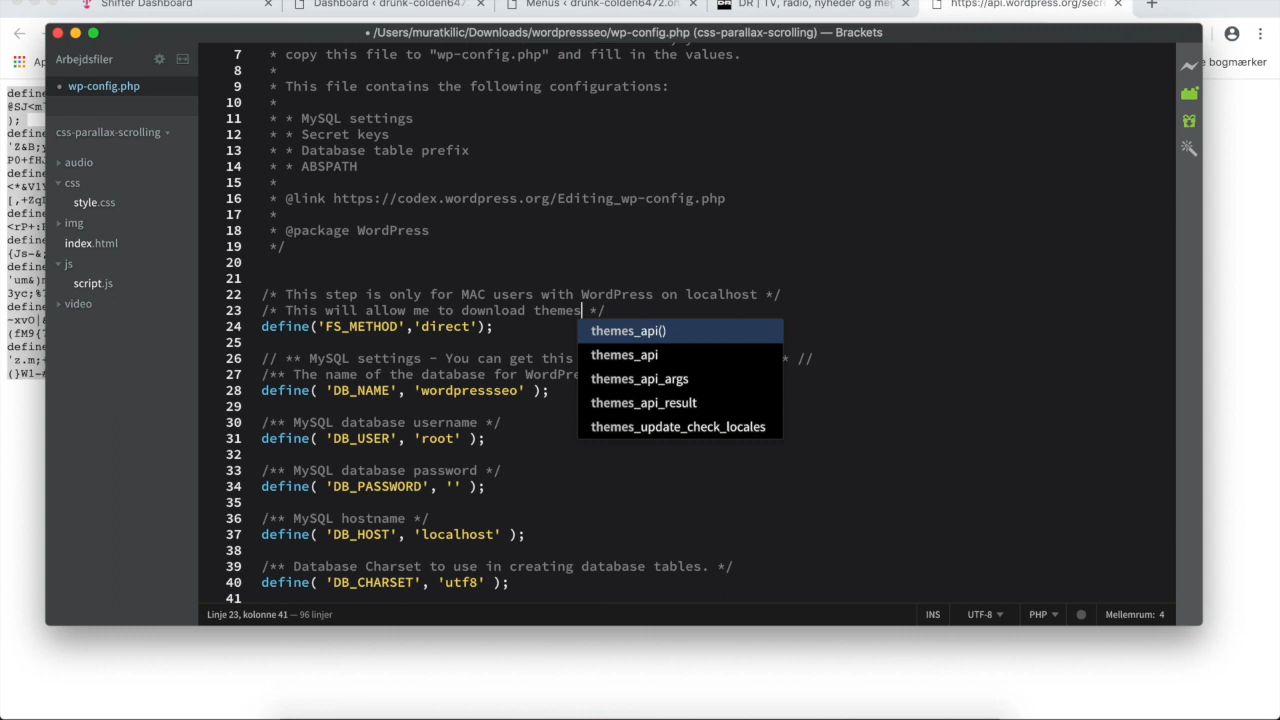 Shifter Dashboard
Dashboard ‹ drunk-colden647
Menus ‹ drunk-colden6472.on
DR | TV, radio, nyheder og me
https://api.wordpress.org/secre
e bogmærker
/Users/muratkilic/Downloads/wordpressseo/wp-config.php (css-parallax-scrolling) — Brackets
Arbejdsfiler
wp-config.php
css-parallax-scrolling
audio
css
style.css
img
index.html
js
script.js
video
7 * copy this file to "wp-config.php" and fill in the values.
8 *
9 * This file contains the following configurations:
10 *
11 * * MySQL settings
12 * * Secret keys
13 * * Database table prefix
14 * * ABSPATH
15 *
16 * @link https://codex.wordpress.org/Editing_wp-config.php
17 *
18 * @package WordPress
19 */
20
21
22 /* This step is only for MAC users with WordPress on localhost */
23 /* This will allow me to download themes */
24 define('FS_METHOD','direct');
25
26 // ** MySQL settings - You can get this * //
27 /** The name of the database for WordPre
28 define( 'DB_NAME', 'wordpressseo' );
29
30 /** MySQL database username */
31 define( 'DB_USER', 'root' );
32
33 /** MySQL database password */
34 define( 'DB_PASSWORD', '' );
35
36 /** MySQL hostname */
37 define( 'DB_HOST', 'localhost' );
38
39 /** Database Charset to use in creating database tables. */
40 define( 'DB_CHARSET', 'utf8' );
41
themes_api()
themes_api
themes_api_args
themes_api_result
themes_update_check_locales
Linje 23, kolonne 41 — 96 linjer
INS
UTF-8
PHP
Mellemrum: 4